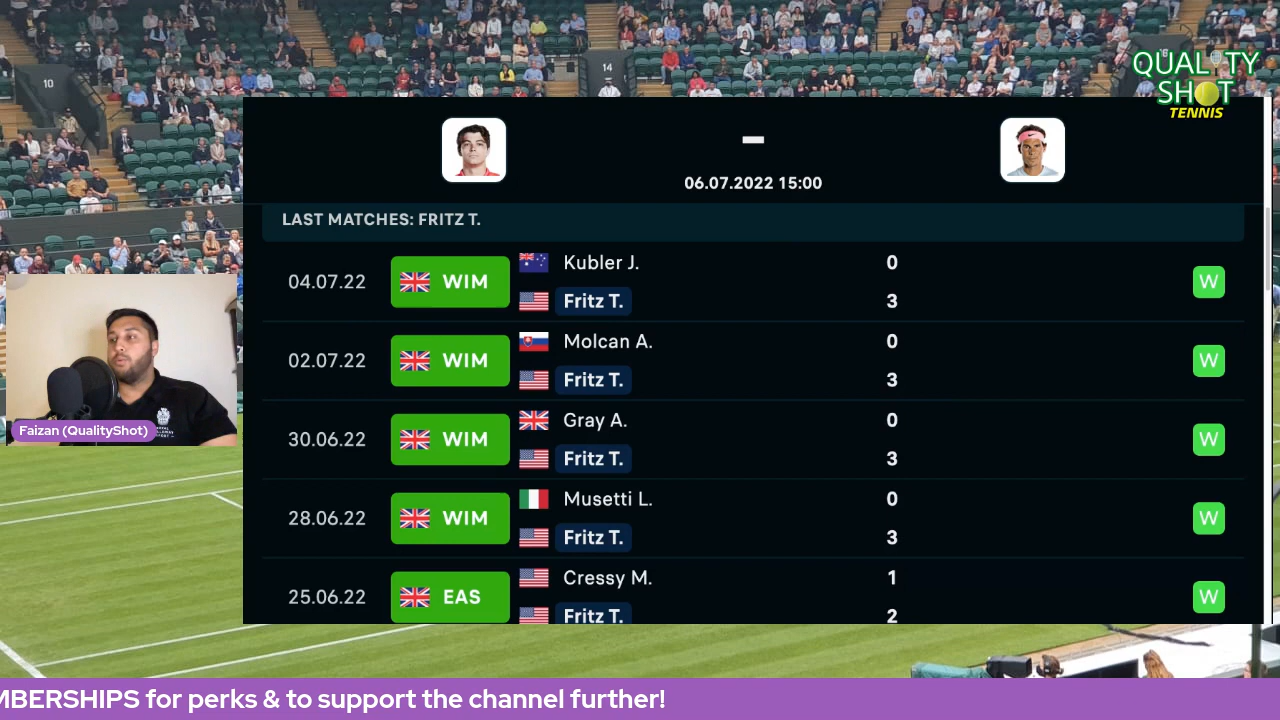 10
14
16
QUALITY
SHOT
TENNIS
06.07.2022 15:00
LAST MATCHES: FRITZ T.
04.07.22 WIM Kubler J. 0 W
Fritz T. 3
02.07.22 WIM Molcan A. 0 W
Fritz T. 3
30.06.22 WIM Gray A. 0 W
Fritz T. 3
28.06.22 WIM Musetti L. 0 W
Fritz T. 3
25.06.22 EAS Cressy M. 1 W
Fritz T. 2
Faizan (QualityShot)
MBERSHIPS for perks & to support the channel further!